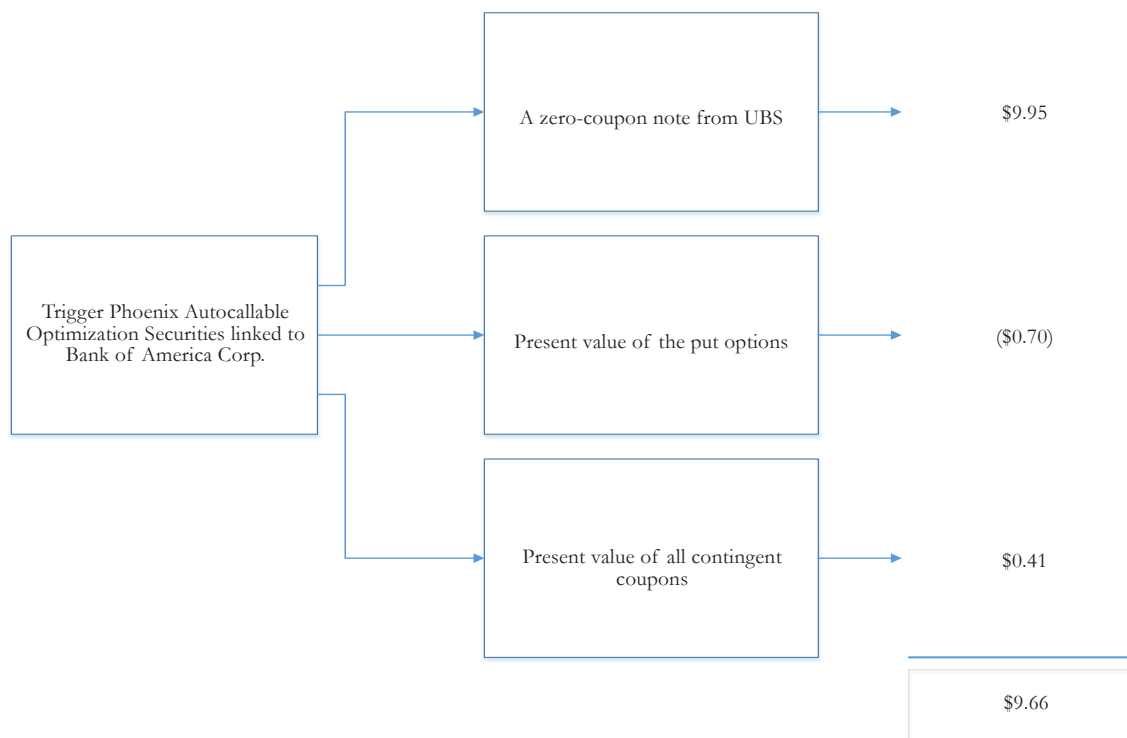 A zero-coupon note from UBS
$9.95
Trigger Phoenix Autocallable
Optimization Securities linked to
Bank of America Corp.
Present value of the put options
($0.70)
Present value of all contingent
coupons
$0.41
$9.66